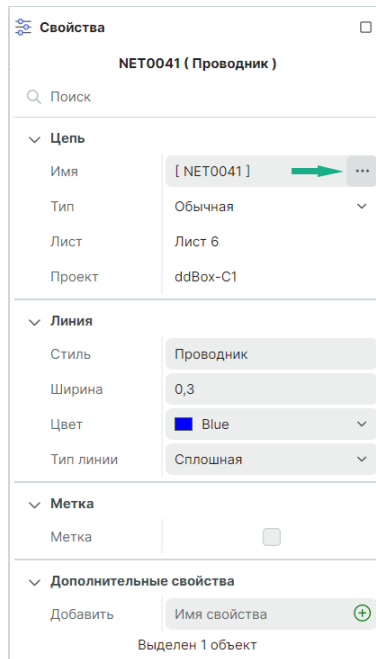 Свойства
NET0041 ( Проводник )
Поиск
Цепь
Имя [ NET0041 ] ...
Тип Обычная
Лист Лист 6
Проект ddBox-C1
Линия
Стиль Проводник
Ширина 0,3
Цвет Blue
Тип линии Сплошная
Метка
Метка
Дополнительные свойства
Добавить Имя свойства
Выделен 1 объект